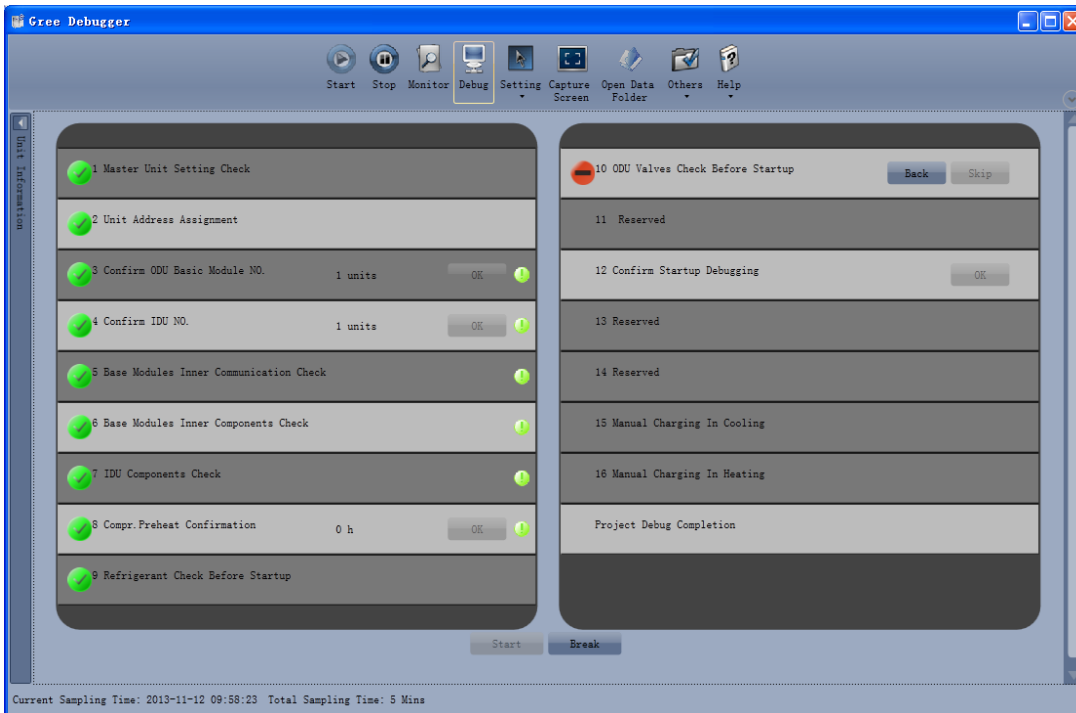 Gree Debugger
Start Stop Monitor Debug Setting Capture Screen Open Data Folder Others Help
Unit Information
1 Master Unit Setting Check
2 Unit Address Assignment
3 Confirm ODU Basic Module NO. 1 units OK
4 Confirm IDU NO. 1 units OK
5 Base Modules Inner Communication Check
6 Base Modules Inner Components Check
7 IDU Components Check
8 Compr.Preheat Confirmation 0 h OK
9 Refrigerant Check Before Startup
10 ODU Valves Check Before Startup Back Skip
11 Reserved
12 Confirm Startup Debugging OK
13 Reserved
14 Reserved
15 Manual Charging In Cooling
16 Manual Charging In Heating
Project Debug Completion
Start Break
Current Sampling Time: 2013-11-12 09:58:23 Total Sampling Time: 5 Mins